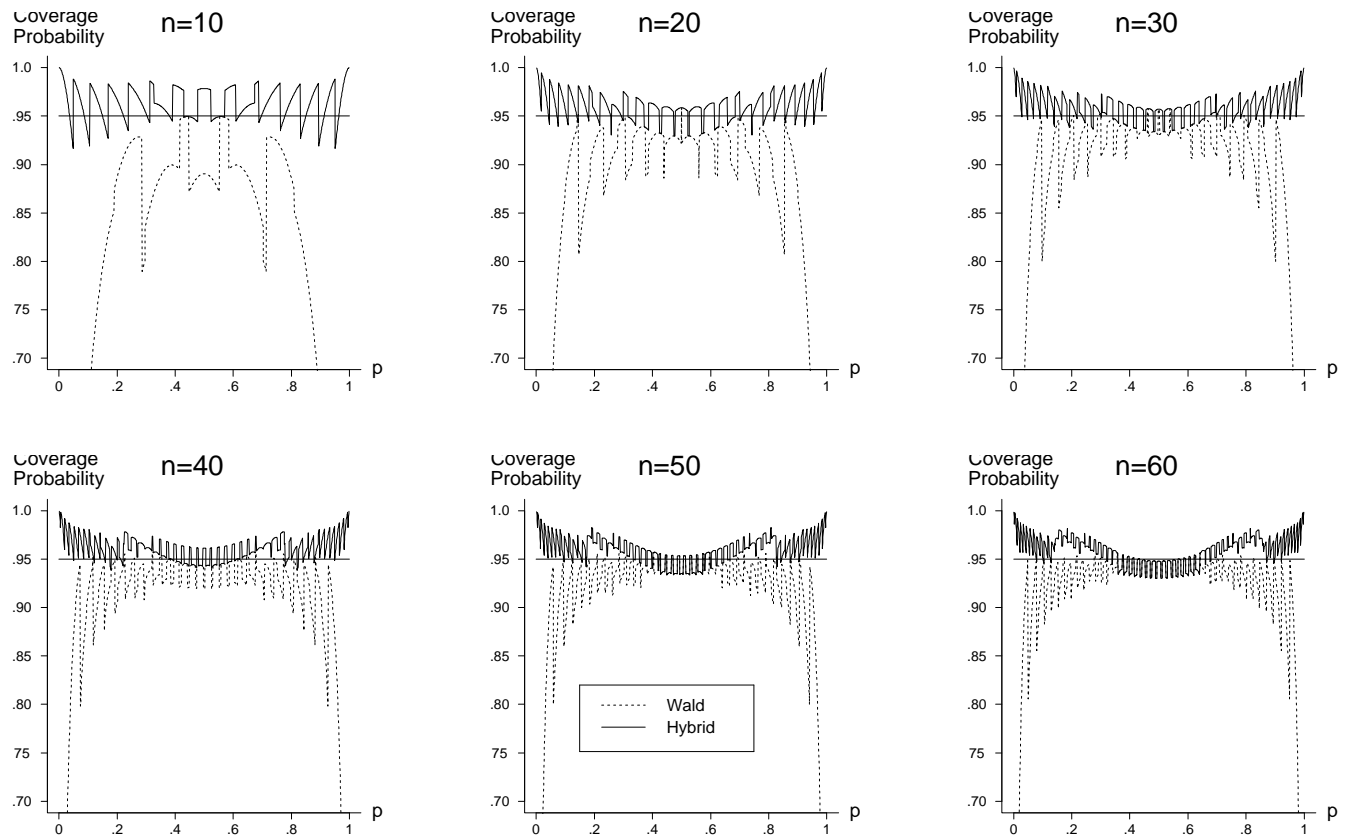 Coverage
Probability
n=10
1.0
.95
.90
.85
.80
75
.70
0 .2 .4 .6 .8 1
p
Coverage
Probability
n=20
1.0
.95
.90
.85
.80
75
.70
0 .2 .4 .6 .8 1
p
Coverage
Probability
n=30
1.0
.95
.90
.85
.80
75
.70
0 .2 .4 .6 .8 1
p
Coverage
Probability
n=40
1.0
.95
.90
.85
.80
75
.70
0 .2 .4 .6 .8 1
p
Coverage
Probability
n=50
1.0
.95
.90
.85
.80
75
.70
Wald
Hybrid
0 .2 .4 .6 .8 1
p
Coverage
Probability
n=60
1.0
.95
.90
.85
.80
75
.70
0 .2 .4 .6 .8 1
p